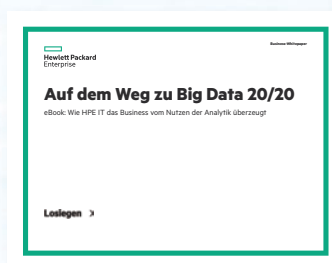 Business-Whitepaper
Hewlett Packard
Enterprise
Auf dem Weg zu Big Data 20/20
eBook: Wie HPE IT das Business vom Nutzen der Analytik überzeugt
Loslegen